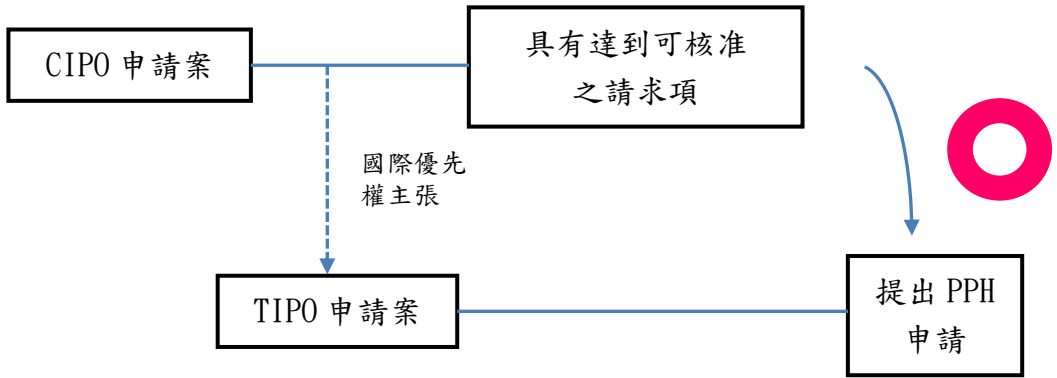 CIPO 申請案
具有達到可核准
之請求項
國際優先
權主張
TIPO 申請案
提出 PPH
申請